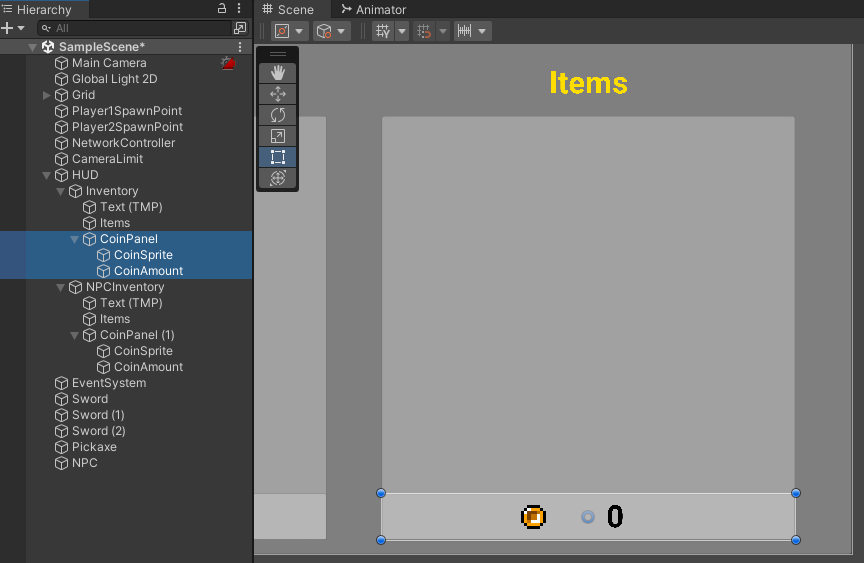 Hierarchy
All
SampleScene*
Main Camera
Global Light 2D
Grid
Player1SpawnPoint
Player2SpawnPoint
NetworkController
CameraLimit
HUD
Inventory
Text (TMP)
Items
CoinPanel
CoinSprite
CoinAmount
NPCInventory
Text (TMP)
Items
CoinPanel (1)
CoinSprite
CoinAmount
EventSystem
Sword
Sword (1)
Sword (2)
Pickaxe
NPC
Scene Animator
Items
0